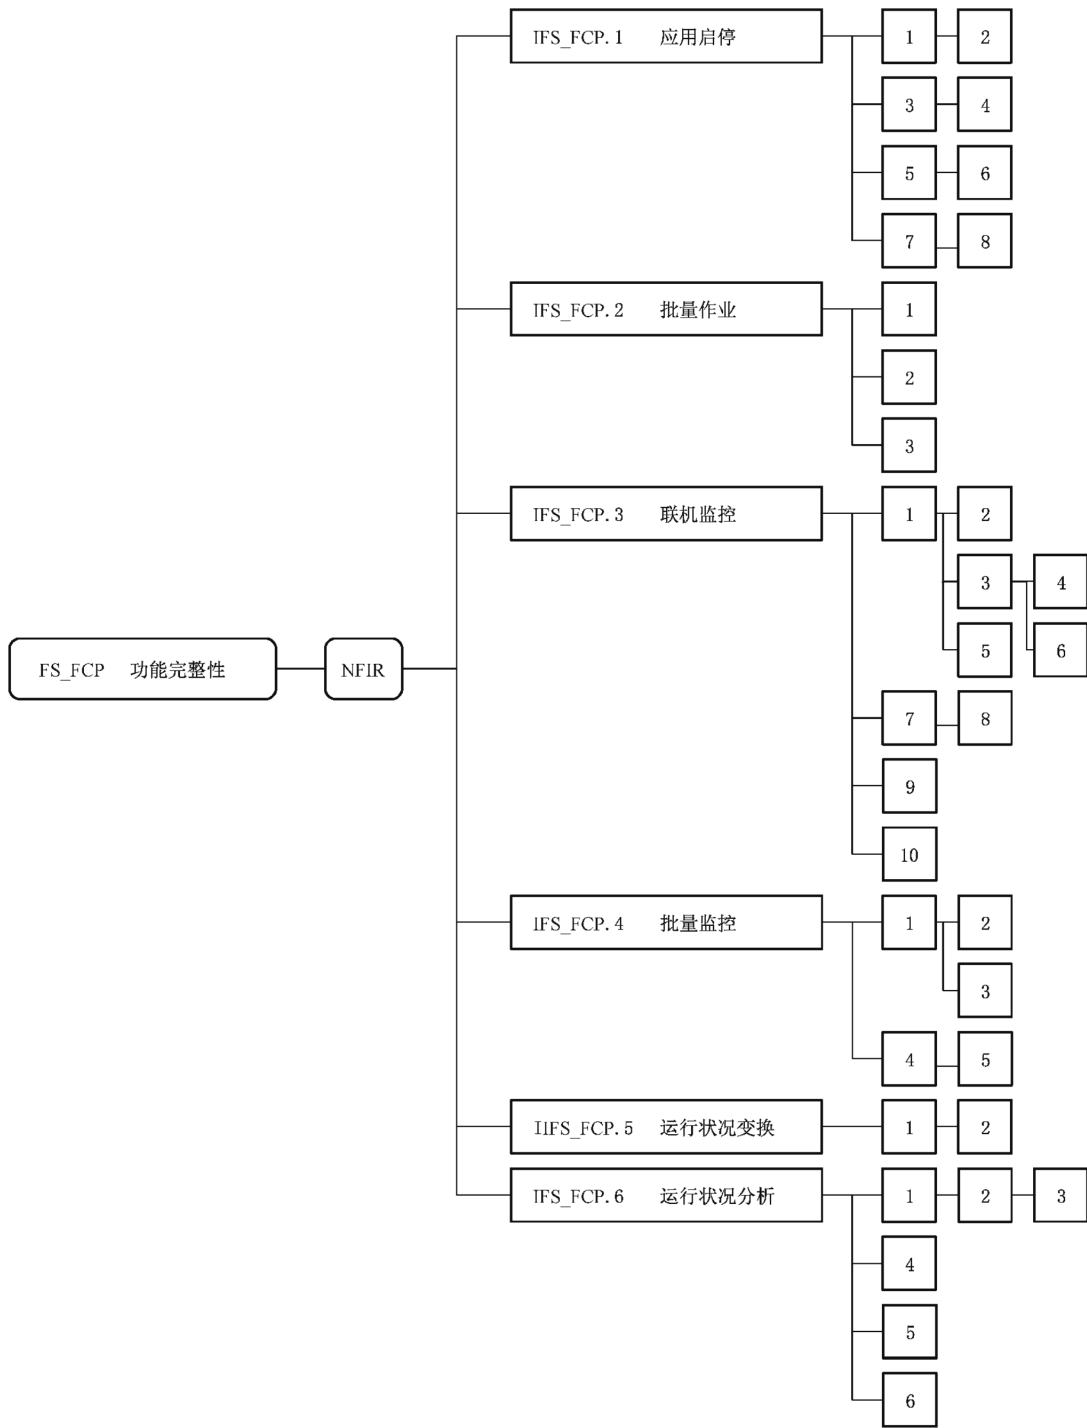 IFS_FCP.1 应用启停 1 2
3 4
5 6
7 8
IFS_FCP.2 批量作业 1
2
3
IFS_FCP.3 联机监控 1 2
3 4
FS_FCP 功能完整性 NFIR 5 6
7 8
9
10
IFS_FCP.4 批量监控 1 2
3
4 5
IIFS_FCP.5 运行状况变换 1 2
IFS_FCP.6 运行状况分析 1 2 3
4
5
6